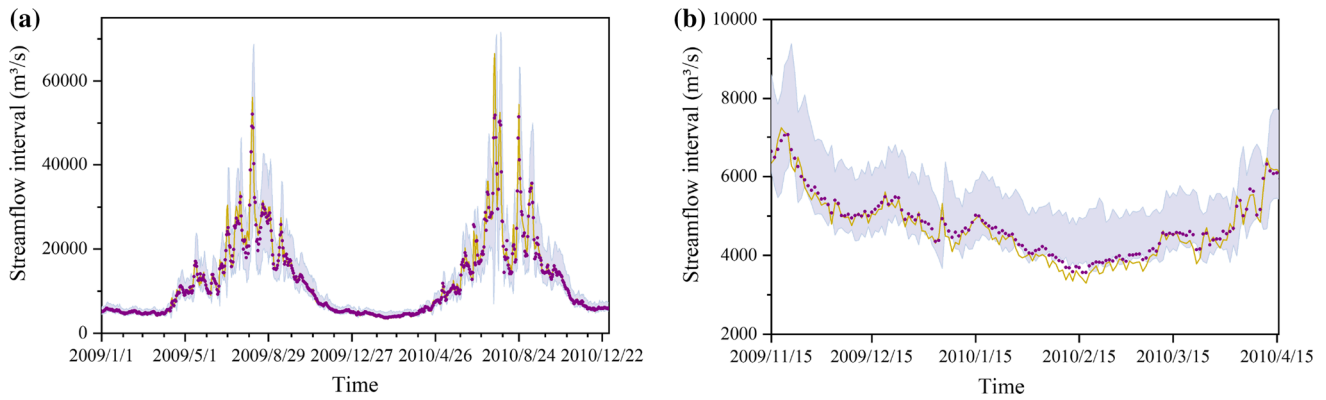 (a)
Streamflow interval (m³/s)
60000
40000
20000
0
2009/1/1 2009/5/1 2009/8/29 2009/12/27 2010/4/26 2010/8/24 2010/12/22
Time
(b)
Streamflow interval (m³/s)
10000
8000
6000
4000
2000
2009/11/15 2009/12/15 2010/1/15 2010/2/15 2010/3/15 2010/4/15
Time